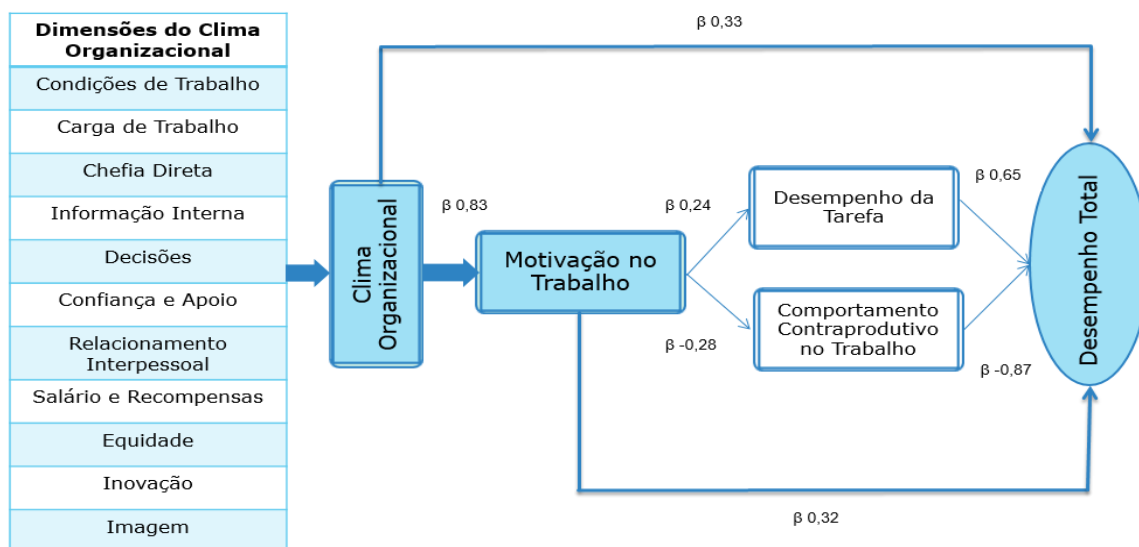 Dimensões do Clima
Organizacional
Condições de Trabalho
Carga de Trabalho
Chefia Direta
Informação Interna
Decisões
Confiança e Apoio
Relacionamento
Interpessoal
Salário e Recompensas
Equidade
Inovação
Imagem
Clima
Organizacional
β 0,33
β 0,83
Motivação no
Trabalho
β 0,24
β -0,28
Desempenho da
Tarefa
Comportamento
Contraprodutivo
no Trabalho
β 0,65
β -0,87
β 0,32
Desempenho Total